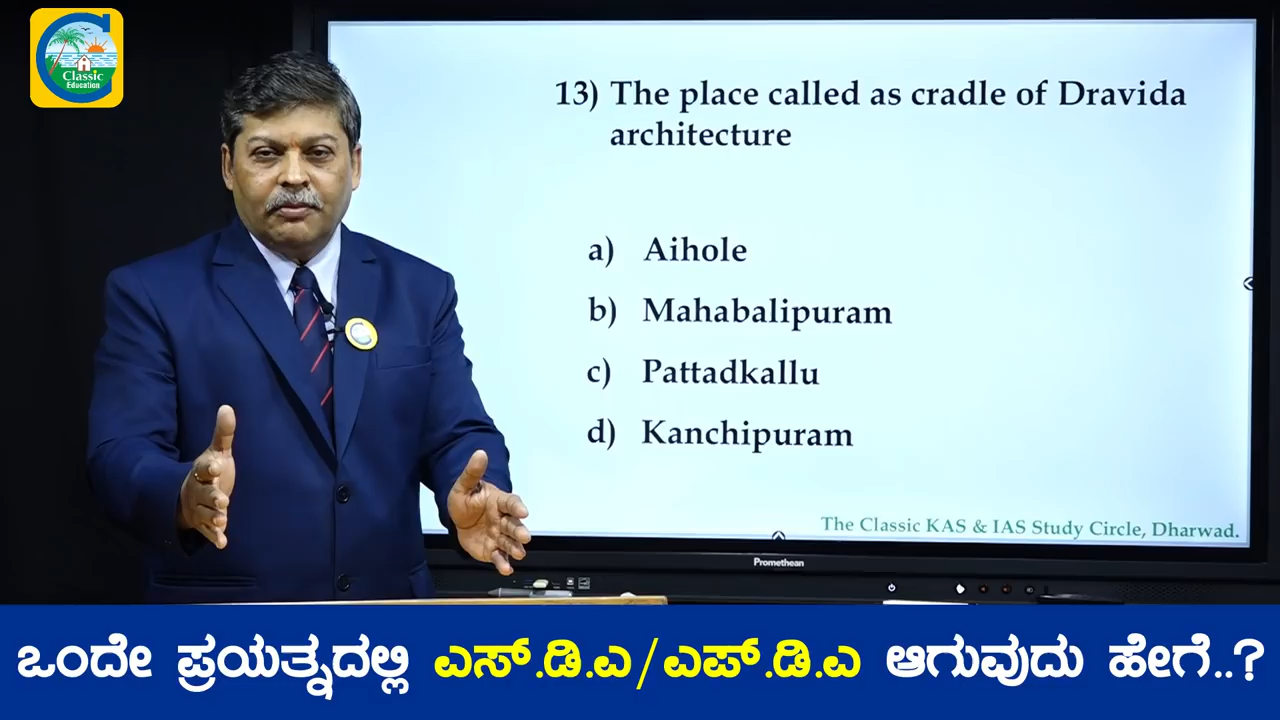 Classic
Education
13) The place called as cradle of Dravida
architecture
a) Aihole
b) Mahabalipuram
c) Pattadkallu
d) Kanchipuram
The Classic KAS & IAS Study Circle, Dharwad.
Promethean
ಒಂದೇ ಪ್ರಯತ್ನದಲ್ಲಿ ಎಸ್.ಡಿ.ಎ/ಎಪ್.ಡಿ.ಎ ಆಗುವುದು ಹೇಗೆ..?